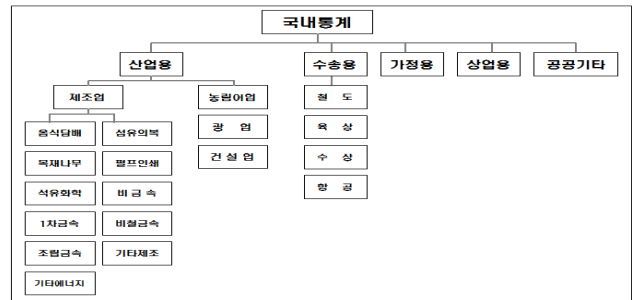 국내통계
산업용 수송용 가정용 상업용 공공기타
제조업 농림어업 철 도
음식담배 섬유의복 광 업 육 상
목재나무 펄프인쇄 건 설 업 수 상
석유화학 비 금 속 항 공
1차금속 비철금속
조립금속 기타제조
기타에너지